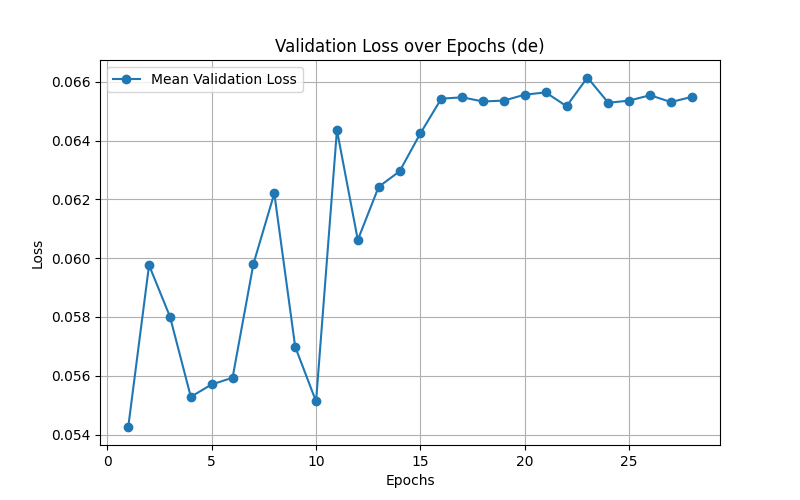 Validation Loss over Epochs (de)
Mean Validation Loss
0.066
0.064
0.062
0.060
0.058
0.056
0.054
Loss
0 5 10 15 20 25
Epochs